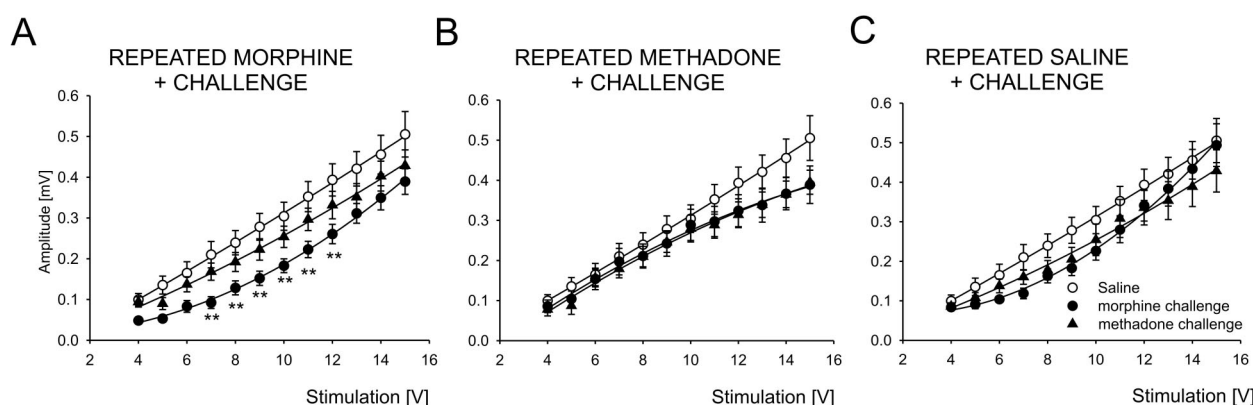 A
REPEATED MORPHINE
+ CHALLENGE
B
REPEATED METHADONE
+ CHALLENGE
C
REPEATED SALINE
+ CHALLENGE
Amplitude [mV]
0.6
0.5
0.4
0.3
0.2
0.1
0.0
** ** ** ** ** **
2 4 6 8 10 12 14 16
Stimulation [V]
0.6
0.5
0.4
0.3
0.2
0.1
0.0
2 4 6 8 10 12 14 16
Stimulation [V]
0.6
0.5
0.4
0.3
0.2
0.1
0.0
Saline
morphine challenge
methadone challenge
2 4 6 8 10 12 14 16
Stimulation [V]